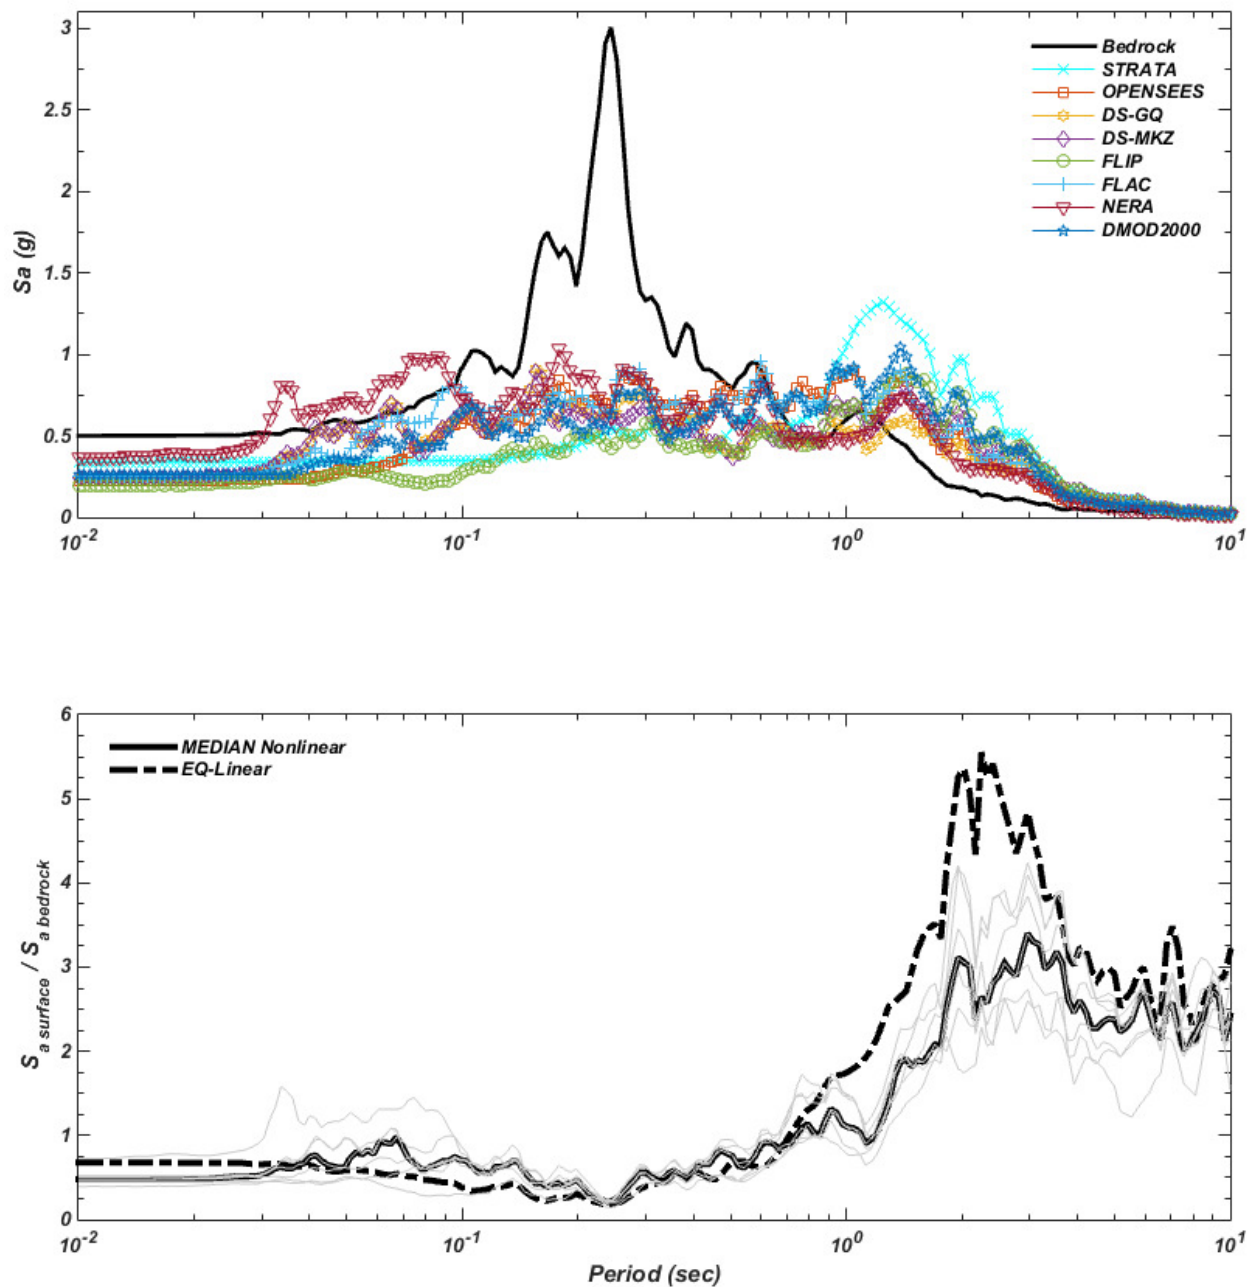 3
2.5
2
1.5
1
0.5
0
Sa (g)
Bedrock
STRATA
OPENSEES
DS-GQ
DS-MKZ
FLIP
FLAC
NERA
DMOD2000
10-2 10-1 100 101
6
5
4
3
2
1
0
Sa surface / Sa bedrock
MEDIAN Nonlinear
EQ-Linear
10-2 10-1 100 101
Period (sec)